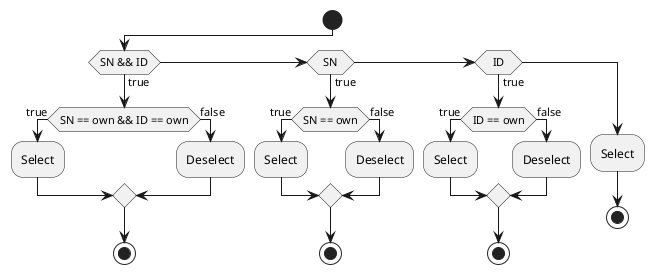 SN && ID
SN
ID
true
true
true
true
SN == own && ID == own
false
true
SN == own
false
true
ID == own
false
Select
Deselect
Select
Deselect
Select
Deselect
Select